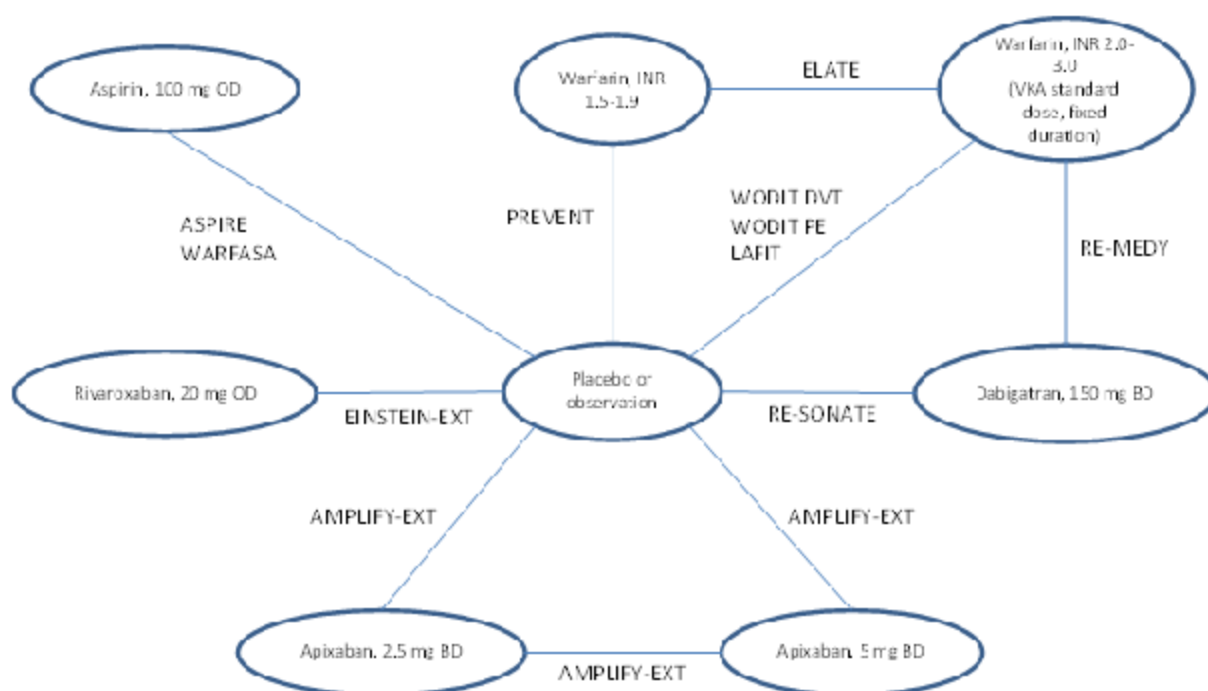 Aspirin, 100 mg OD
Warfarin, INR
1.5-1.9
ELATE
Warfarin, INR 2.0-
3.0
(VKA standard
dose, fixed
duration)
ASPIRE
WARFASA
PREVENT
WODIT DVT
WODIT PE
LAFIT
RE-MEDY
Rivaroxaban, 20 mg OD
EINSTEIN-EXT
Placebo or
observation
RE-SONATE
Dabigatran, 150 mg BD
AMPLIFY-EXT
AMPLIFY-EXT
Apixaban, 2.5 mg BD
AMPLIFY-EXT
Apixaban, 5 mg BD